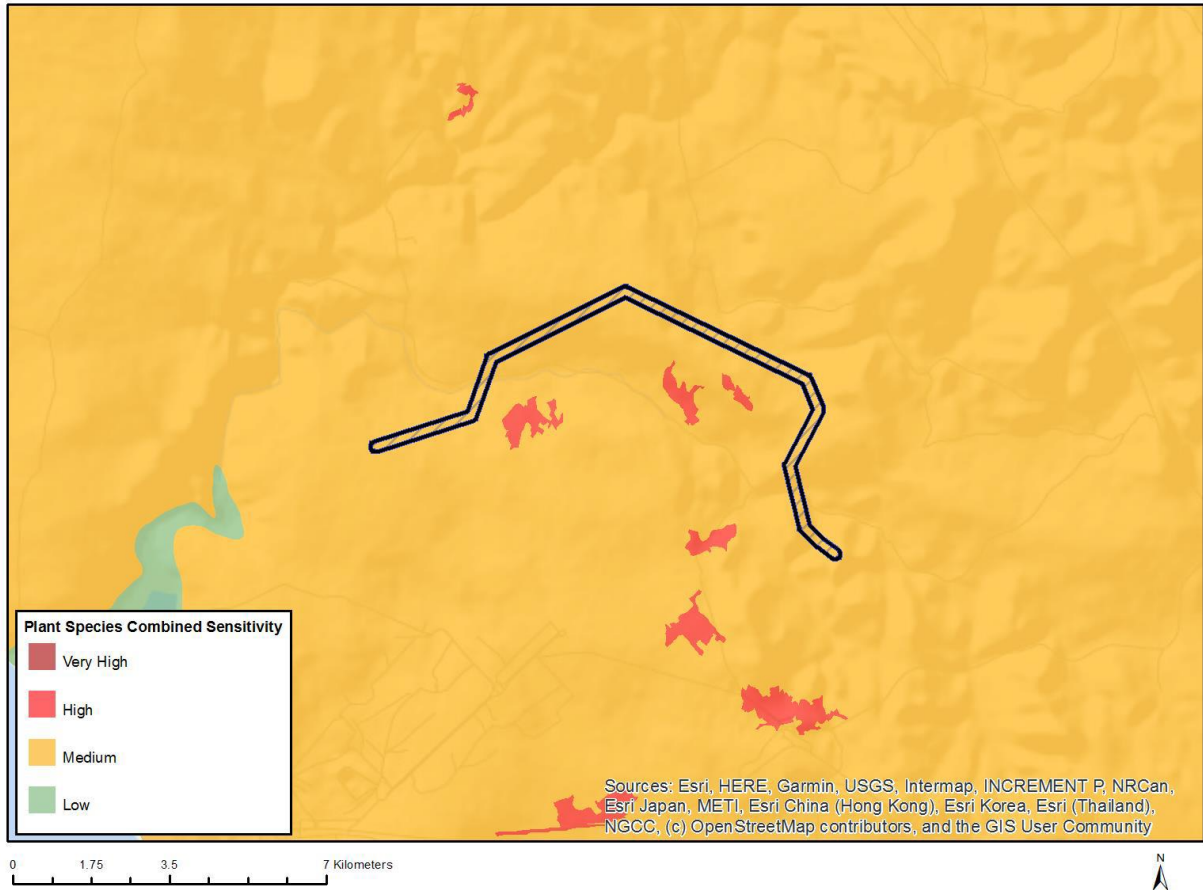 Plant Species Combined Sensitivity
Very High
High
Medium
Low
Sources: Esri, HERE, Garmin, USGS, Intermap, INCREMENT P, NRCan,
Esri Japan, METI, Esri China (Hong Kong), Esri Korea, Esri (Thailand),
NGCC, (c) OpenStreetMap contributors, and the GIS User Community
0 1.75 3.5 7 Kilometers
N